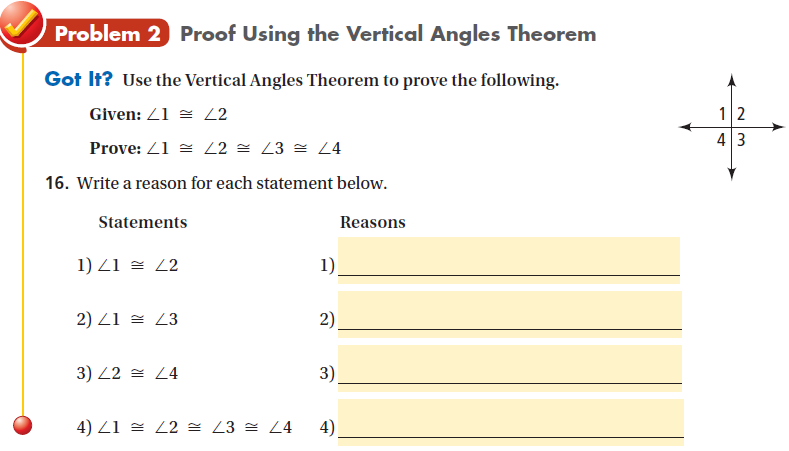 Problem 2 Proof Using the Vertical Angles Theorem
Got It? Use the Vertical Angles Theorem to prove the following.
Given: ∠1 ≅ ∠2
Prove: ∠1 ≅ ∠2 ≅ ∠3 ≅ ∠4
1 2
4 3
16. Write a reason for each statement below.
Statements Reasons
1) ∠1 ≅ ∠2 1)
2) ∠1 ≅ ∠3 2)
3) ∠2 ≅ ∠4 3)
4) ∠1 ≅ ∠2 ≅ ∠3 ≅ ∠4 4)